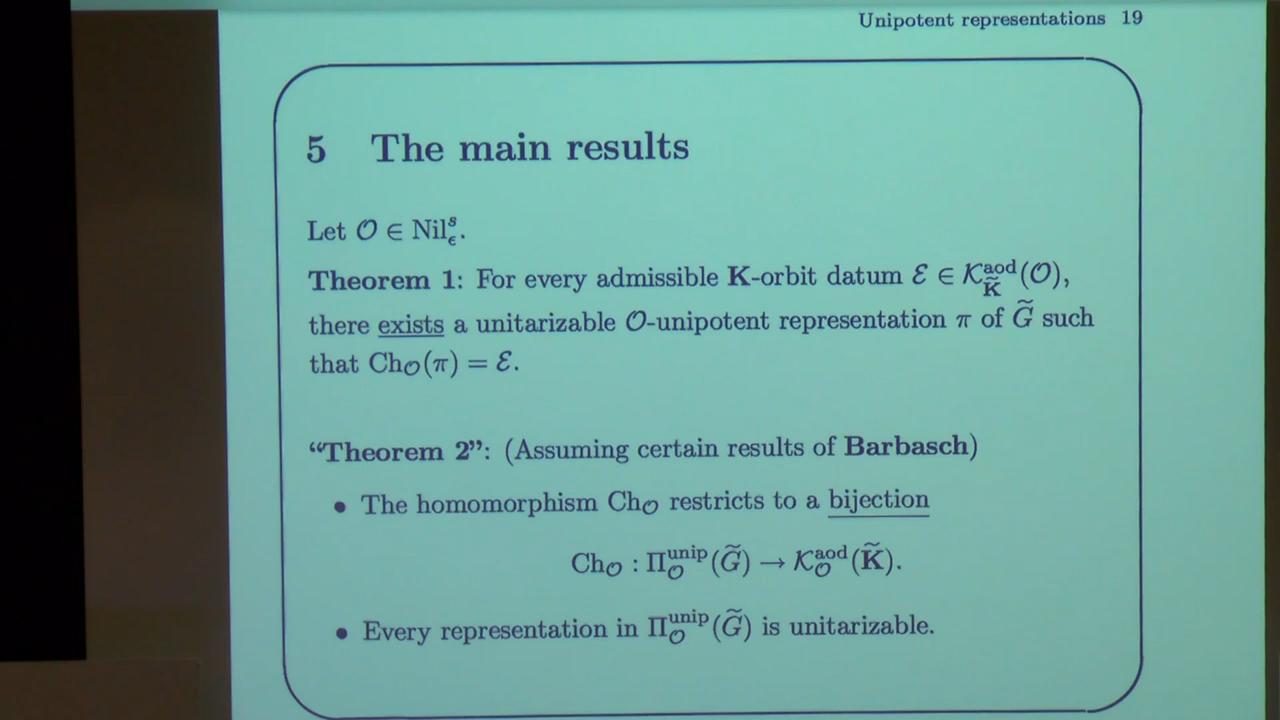 Unipotent representations 19
5 The main results
Let 𝒪 ∈ Nil^s_ϵ.
Theorem 1: For every admissible K-orbit datum ℰ ∈ 𝒦^aod_K̃(𝒪),
there exists a unitarizable 𝒪-unipotent representation π of G̃ such
that Ch_𝒪(π) = ℰ.
“Theorem 2”: (Assuming certain results of Barbasch)
• The homomorphism Ch_𝒪 restricts to a bijection
Ch_𝒪 : Π^unip_𝒪(G̃) → 𝒦^aod_𝒪(K̃).
• Every representation in Π^unip_𝒪(G̃) is unitarizable.